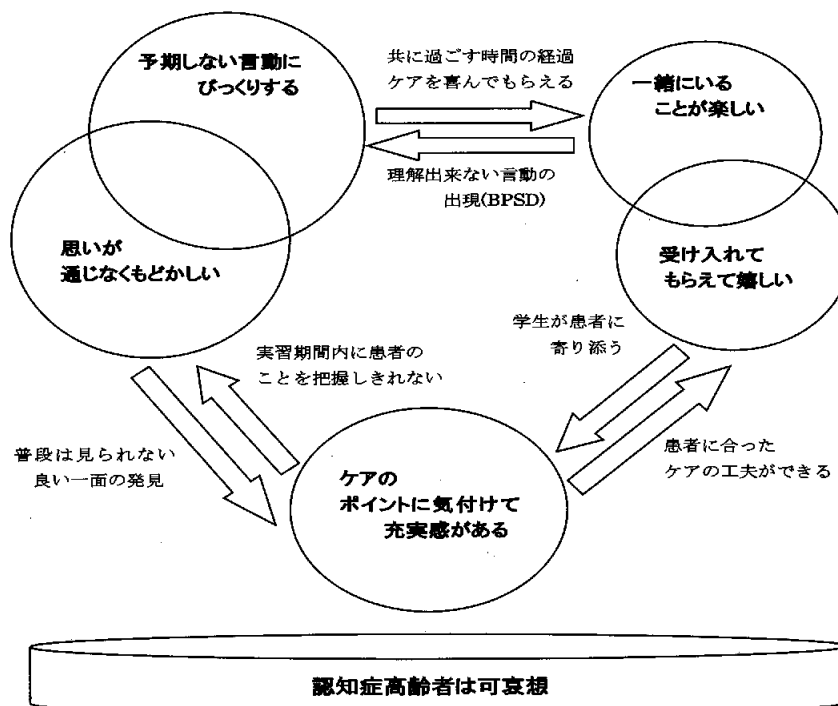 予期しない言動に
びっくりする
共に過ごす時間の経過
ケアを喜んでもらえる
一緒にいる
ことが楽しい
理解出来ない言動の
出現(BPSD)
思いが
通じなくもどかしい
受け入れて
もらえて嬉しい
学生が患者に
寄り添う
実習期間内に患者の
ことを把握しきれない
普段は見られない
良い一面の発見
患者に合った
ケアの工夫ができる
ケアの
ポイントに気付けて
充実感がある
認知症高齢者は可哀想